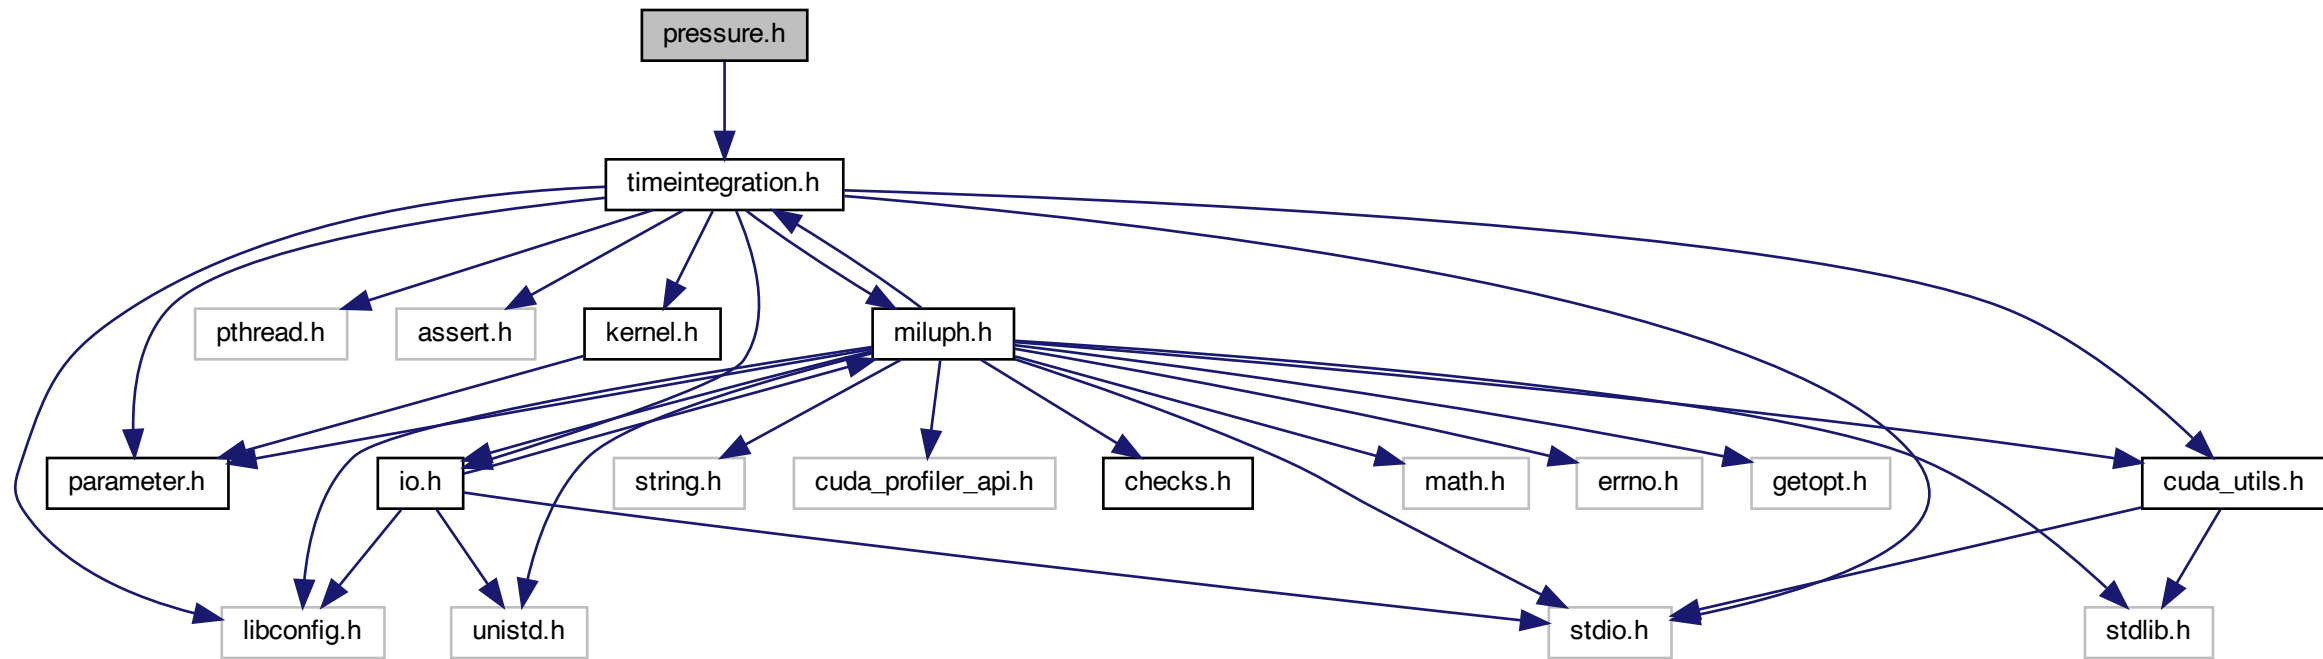 pressure.h
timeintegration.h
pthread.h
assert.h
kernel.h
miluph.h
parameter.h
io.h
string.h
cuda_profiler_api.h
checks.h
math.h
errno.h
getopt.h
cuda_utils.h
libconfig.h
unistd.h
stdio.h
stdlib.h